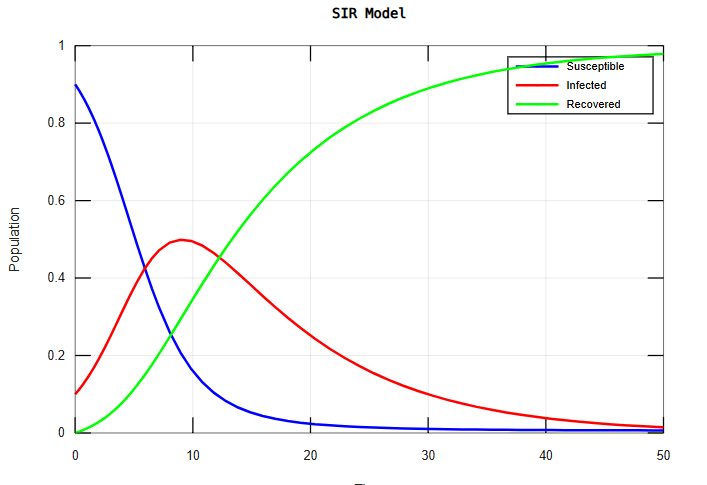 SIR Model
1
0.8
0.6
0.4
0.2
0
Population
0 10 20 30 40 50
Susceptible
Infected
Recovered